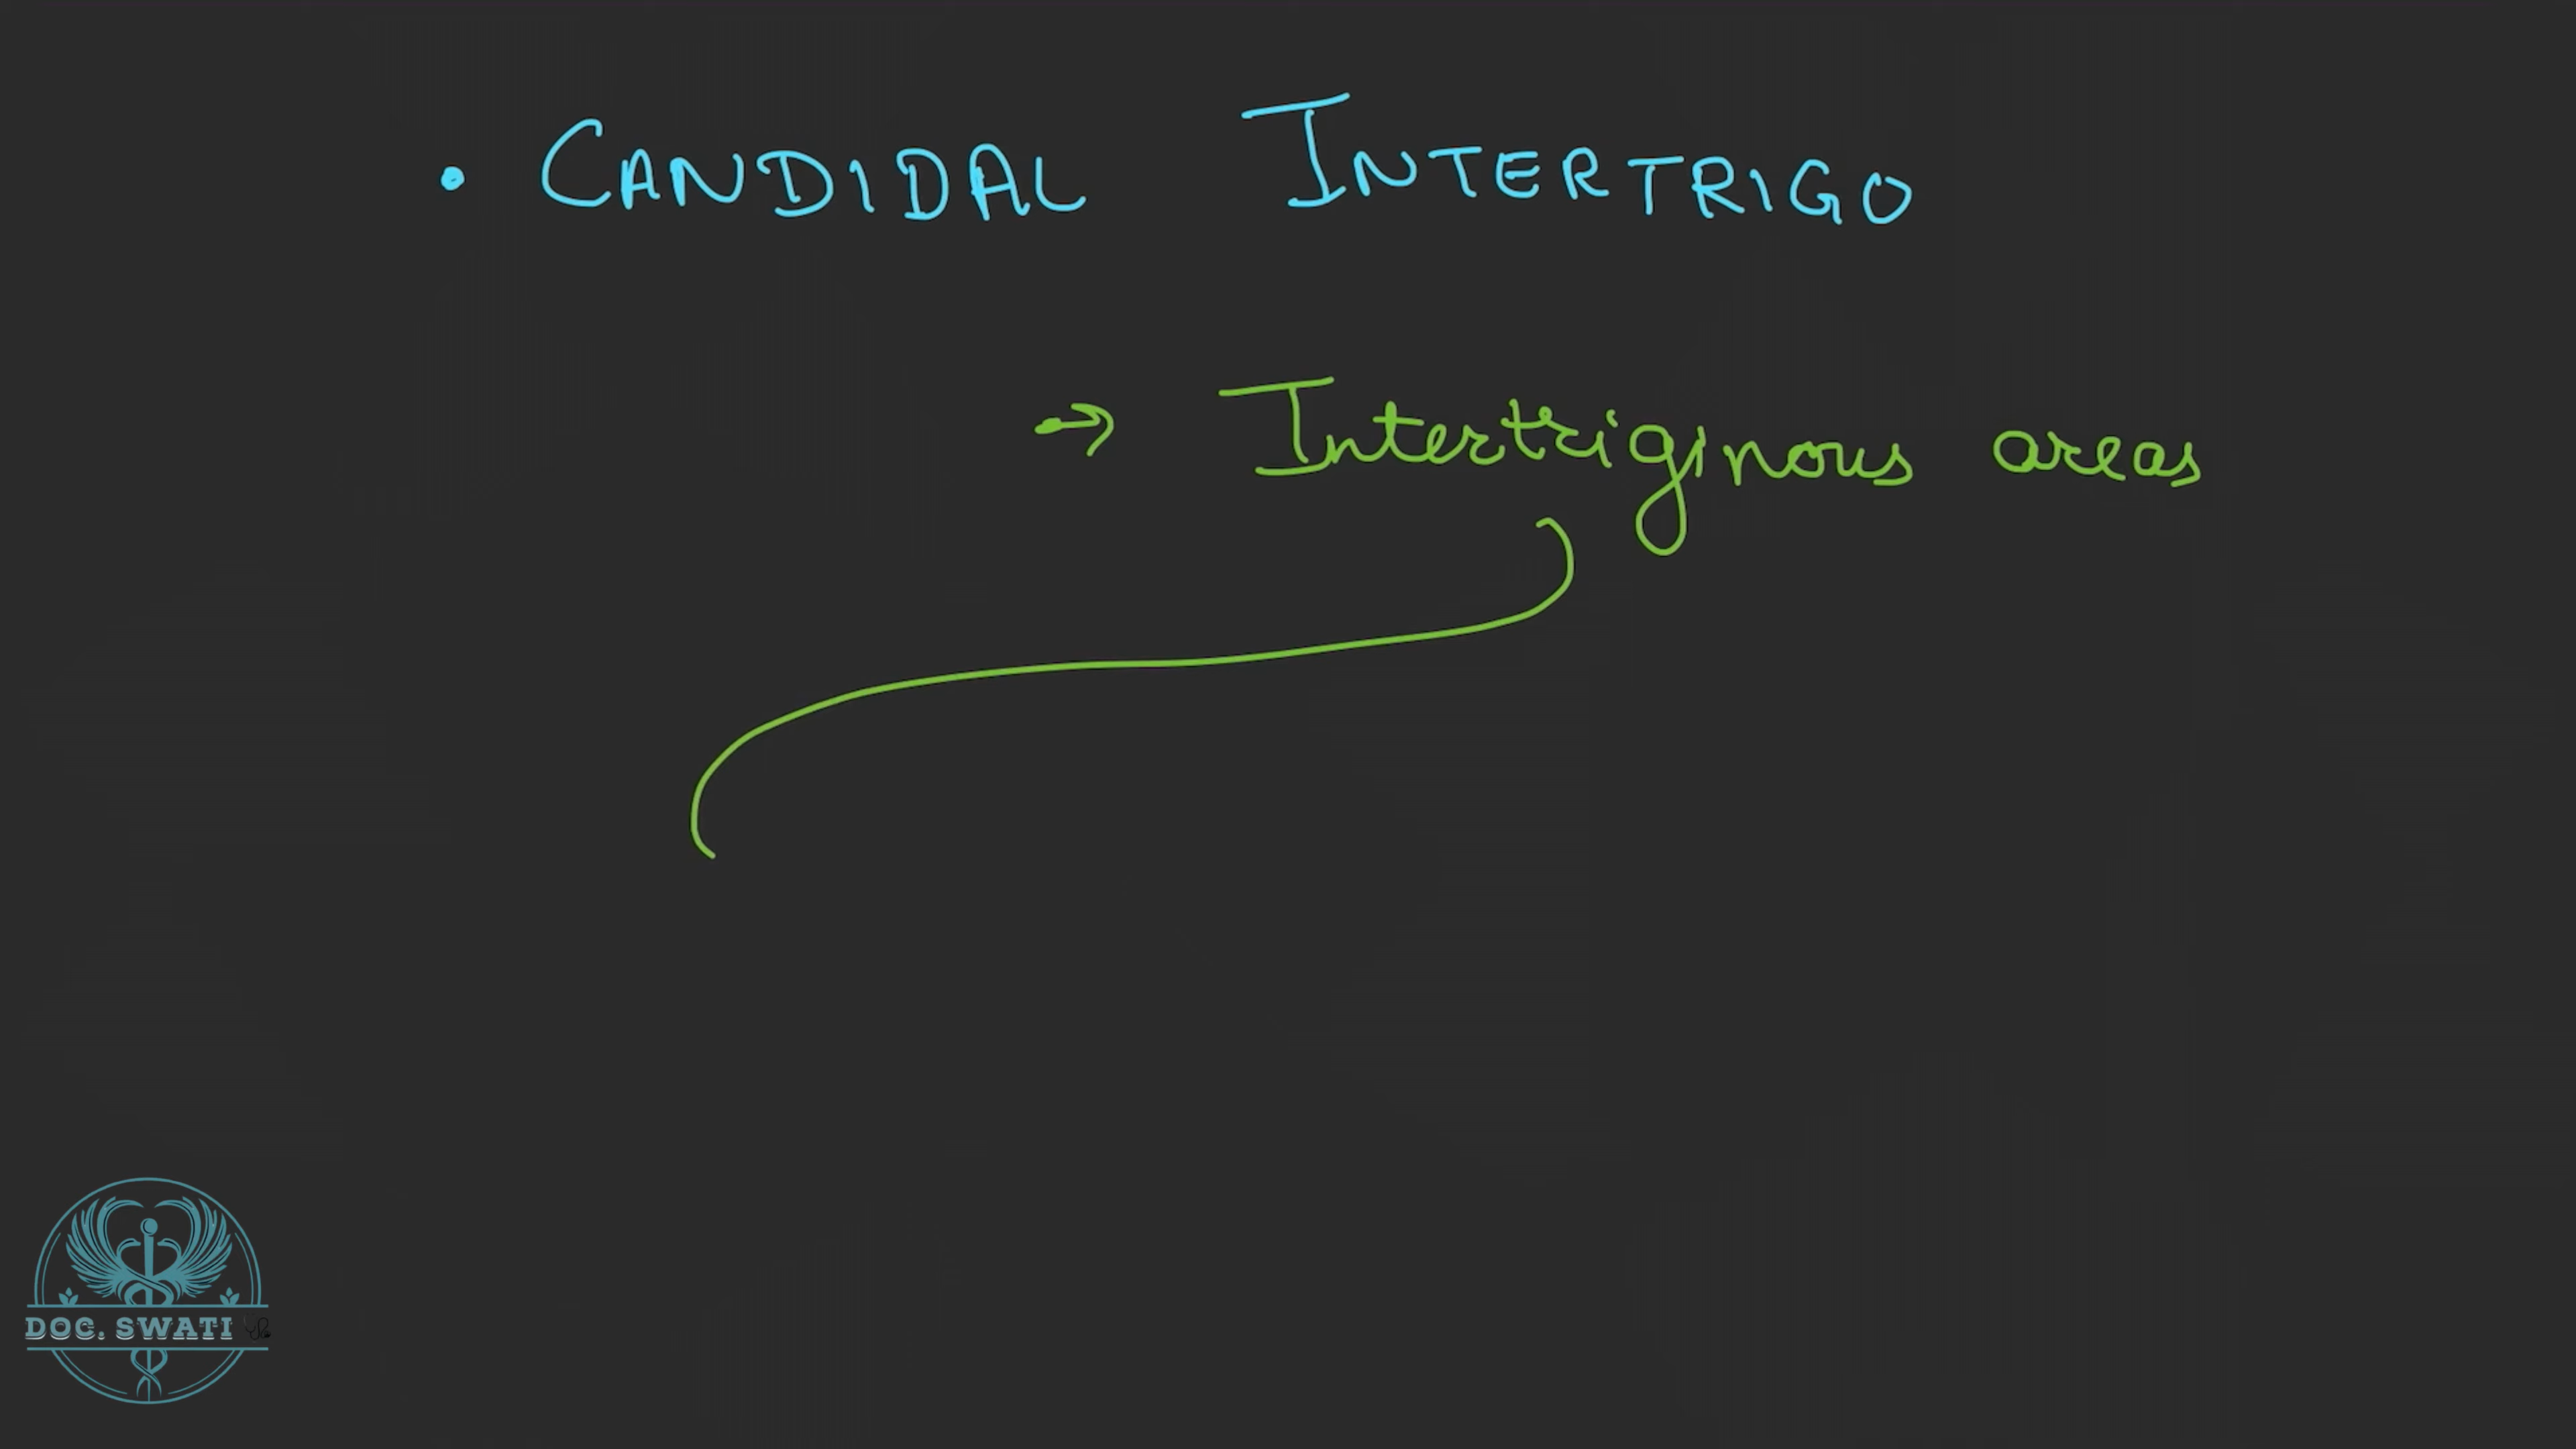 • CANDIDAL INTERTRIGO
→ Intertriginous areas
DOC. SWATI